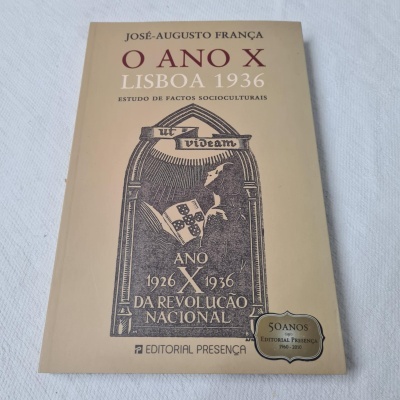 JOSÉ-AUGUSTO FRANÇA
O ANO X
LISBOA 1936
ESTUDO DE FACTOS SOCIOCULTURAIS
ut
videam
ANO
1926 X 1936
DA REVOLUÇÃO
NACIONAL
EDITORIAL PRESENÇA
50 ANOS
EDITORIAL PRESENÇA